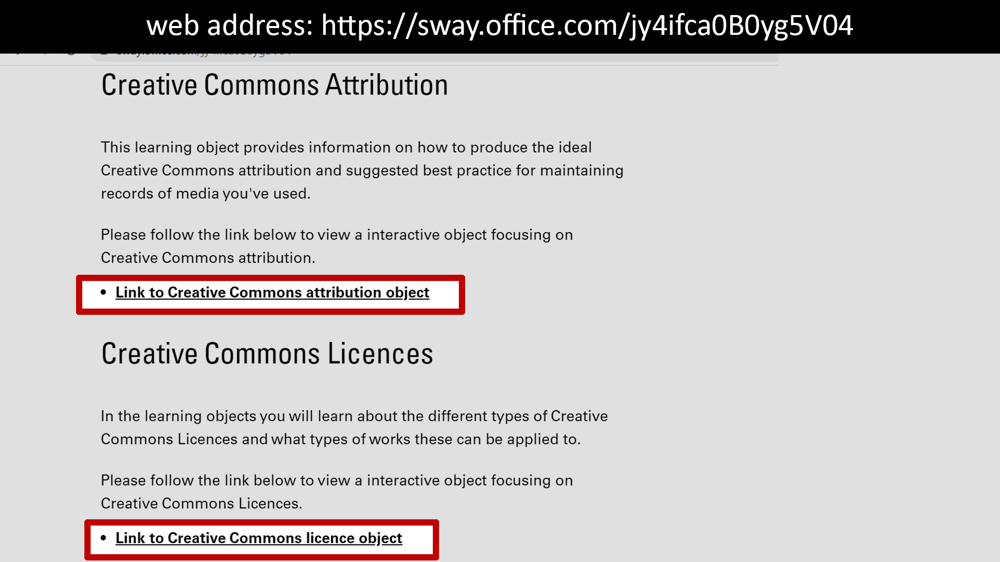 web address: https://sway.office.com/jy4ifca0B0yg5V04
Creative Commons Attribution
This learning object provides information on how to produce the ideal
Creative Commons attribution and suggested best practice for maintaining
records of media you've used.
Please follow the link below to view a interactive object focusing on
Creative Commons attribution.
• Link to Creative Commons attribution object
Creative Commons Licences
In the learning objects you will learn about the different types of Creative
Commons Licences and what types of works these can be applied to.
Please follow the link below to view a interactive object focusing on
Creative Commons Licences.
• Link to Creative Commons licence object